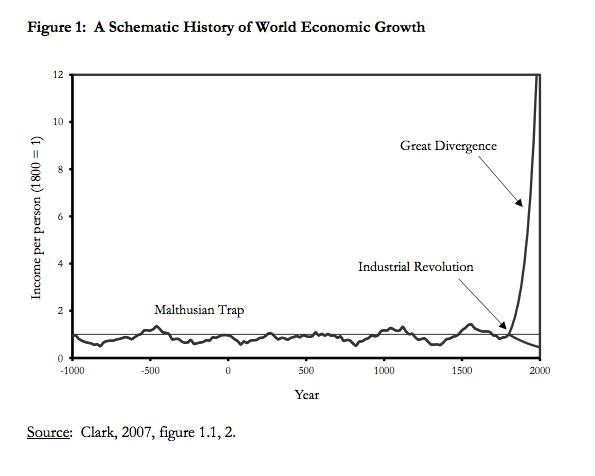 Figure 1:  A Schematic History of World Economic Growth
12
10
8
6
4
2
0
Income per person (1800 = 1)
Great Divergence
Industrial Revolution
Malthusian Trap
-1000 -500 0 500 1000 1500 2000
Year
Source:  Clark, 2007, figure 1.1, 2.